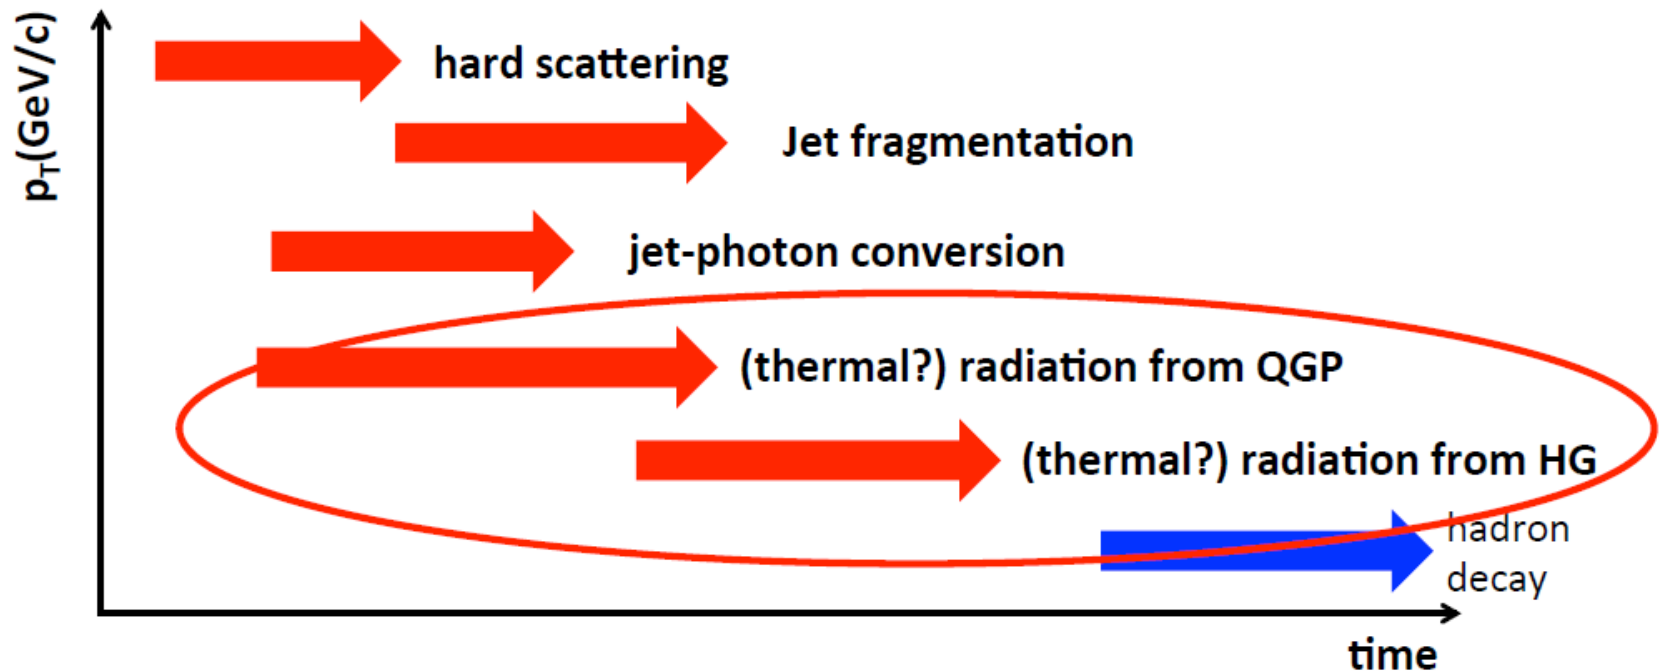 pT(GeV/c)
hard scattering
Jet fragmentation
jet-photon conversion
(thermal?) radiation from QGP
(thermal?) radiation from HG
hadron
decay
time